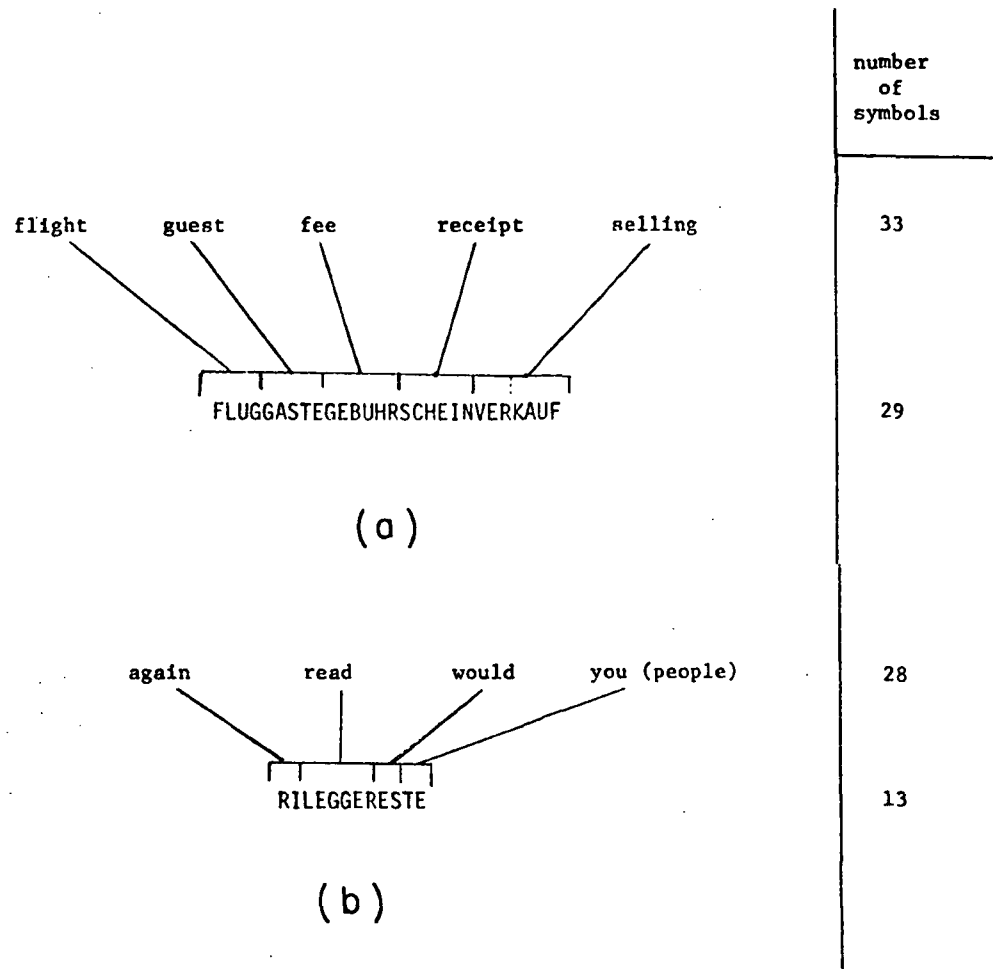 number
of
symbols
flight guest fee receipt selling 33
FLUGGASTEGEBUHRSCHEINVERKAUF 29
(a)
again read would you (people) 28
RILEGGERESTE 13
(b)